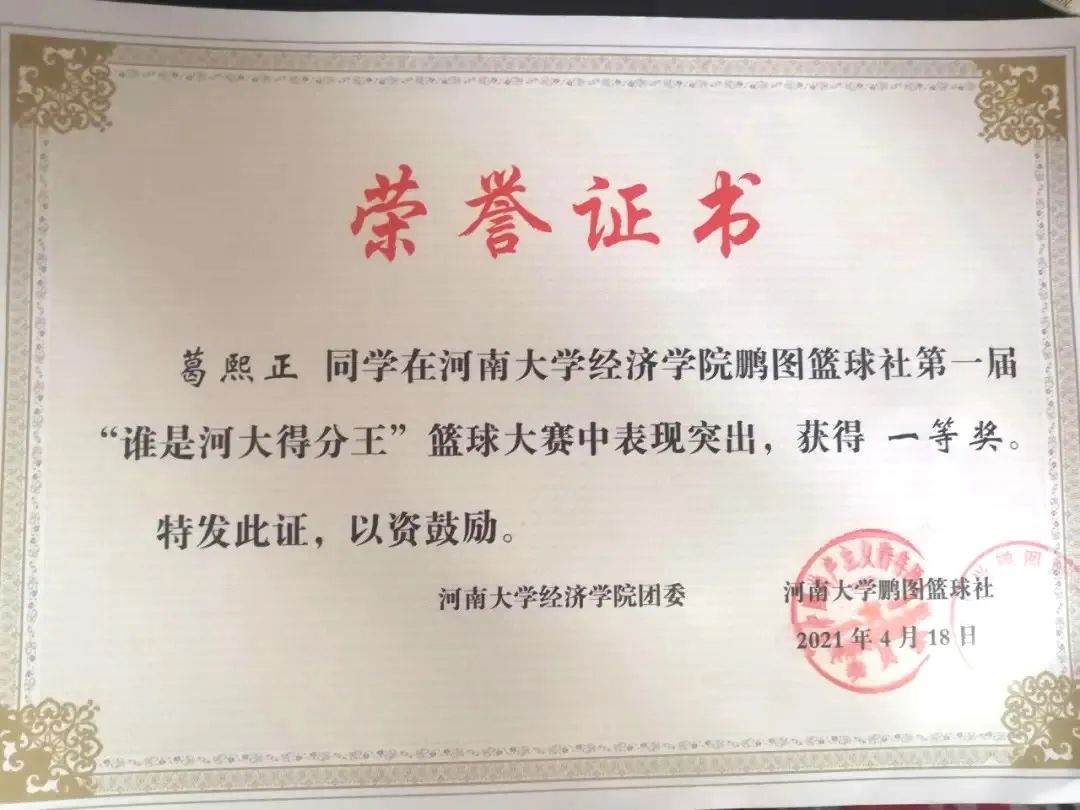 荣誉证书
葛熙正 同学在河南大学经济学院鹏图篮球社第一届
“谁是河大得分王”篮球大赛中表现突出，获得 一等奖。
特发此证，以资鼓励。
河南大学经济学院团委 河南大学鹏图篮球社
2021年4月18日